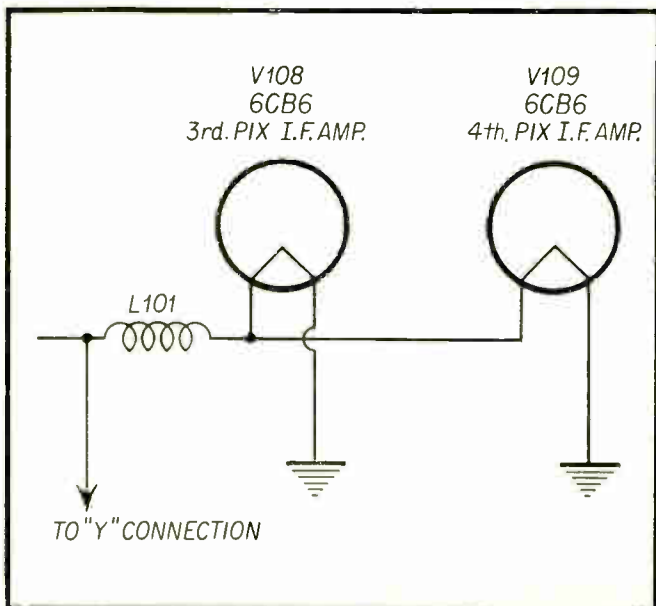 V108
6CB6
3rd. PIX I.F. AMP.
V109
6CB6
4th. PIX I.F. AMP.
L101
TO "Y" CONNECTION